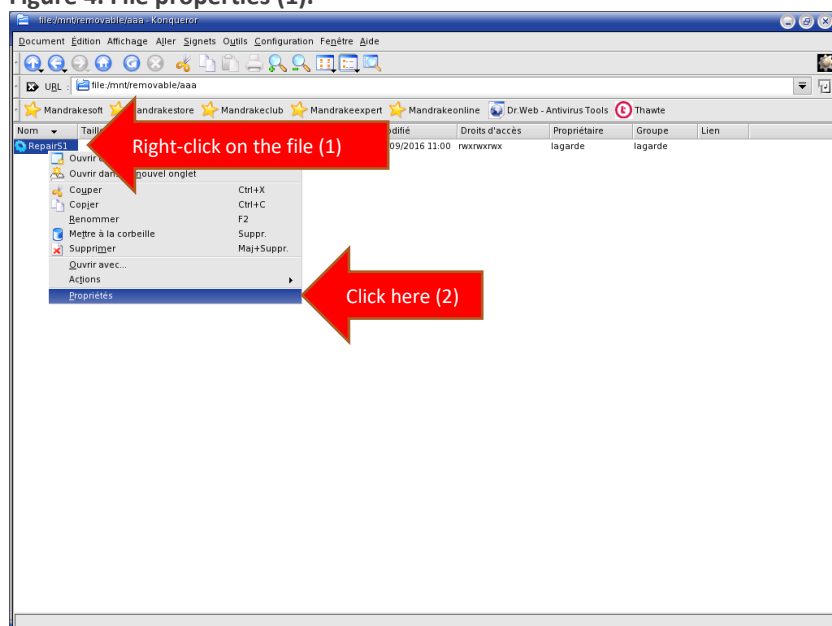 Figure 4. File properties (1).
file:/mnt/removable/aaa - Konqueror
Document Édition Affichage Aller Signets Outils Configuration Fenêtre Aide
URL : file:/mnt/removable/aaa
Mandrakesoft Mandrakestore Mandrakeclub Mandrakeexpert Mandrakeonline Dr.Web - Antivirus Tools Thawte
Nom Taille odifié Droits d'accès Propriétaire Groupe Lien
RepairS1 09/2016 11:00 rwxrwxrwx lagarde lagarde
Right-click on the file (1)
Ouvrir
Ouvrir dans nouvel onglet
Couper Ctrl+X
Copier Ctrl+C
Renommer F2
Mettre à la corbeille Suppr.
Supprimer Maj+Suppr.
Ouvrir avec...
Actions
Propriétés
Click here (2)